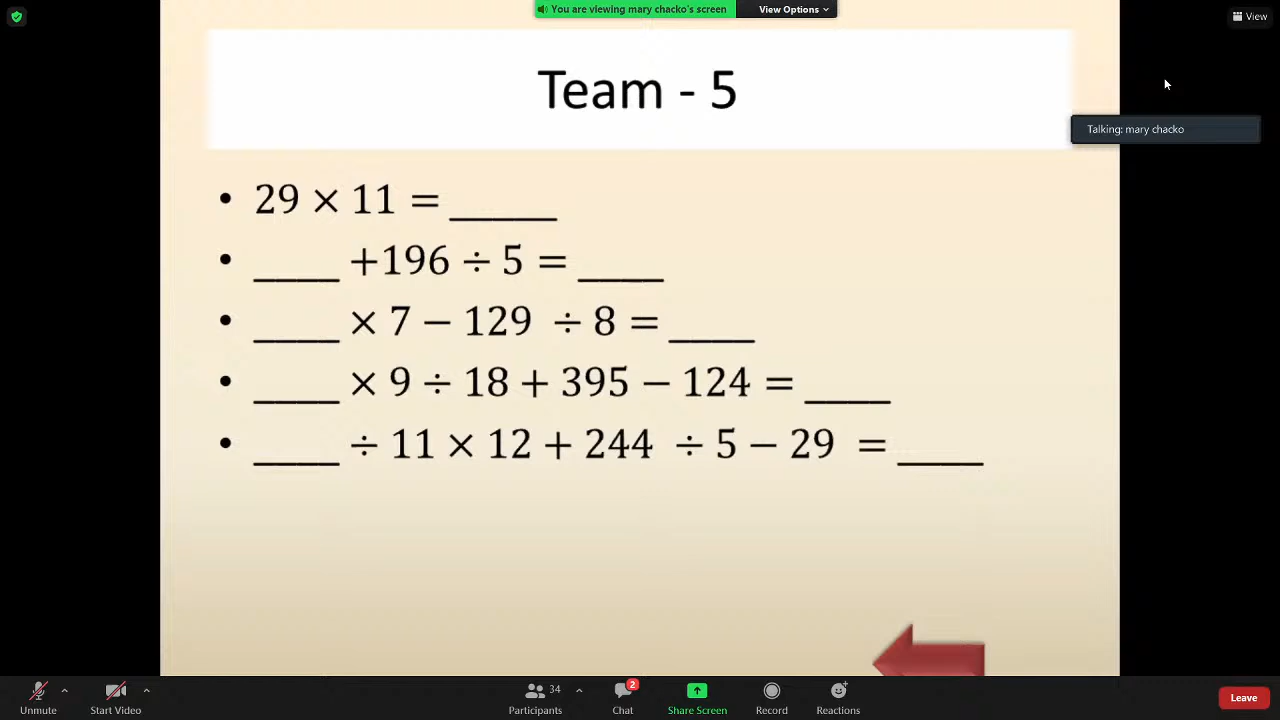 You are viewing mary chacko's screen
View Options
View
Team - 5
Talking: mary chacko
• 29 × 11 = _____
• ____ +196 ÷ 5 = ____
• ____ × 7 − 129 ÷ 8 = ____
• ____ × 9 ÷ 18 + 395 − 124 = ____
• ____ ÷ 11 × 12 + 244 ÷ 5 − 29 = ____
34
2
Unmute
Start Video
Participants
Chat
Share Screen
Record
Reactions
Leave